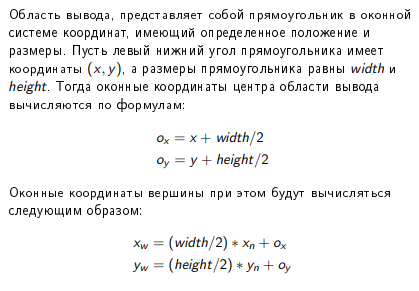 Область вывода, представляет собой прямоугольник в оконной
системе координат, имеющий определенное положение и
размеры. Пусть левый нижний угол прямоугольника имеет
координаты (x, y), а размеры прямоугольника равны width и
height. Тогда оконные координаты центра области вывода
вычисляются по формулам:
oₓ = x + width/2
o_y = y + height/2
Оконные координаты вершины при этом будут вычисляться
следующим образом:
x_w = (width/2) ∗ x_n + o_x
y_w = (height/2) ∗ y_n + o_y